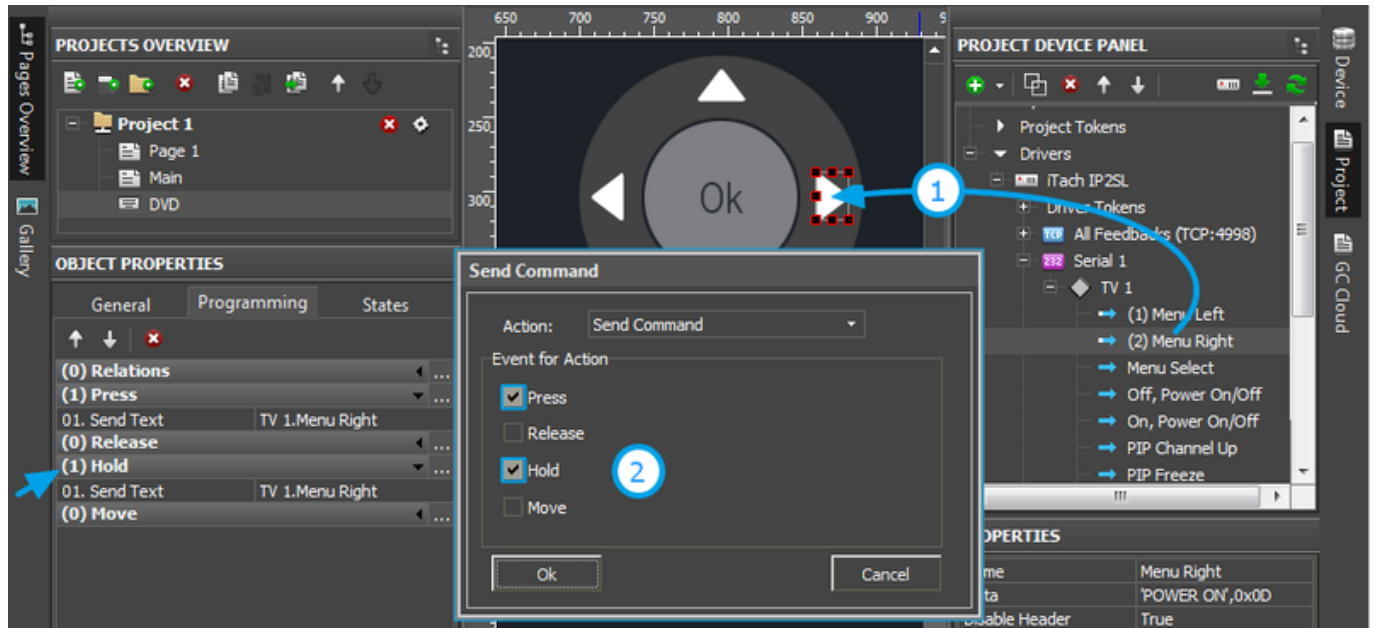 Pages Overview
Gallery
PROJECTS OVERVIEW
Project 1
Page 1
Main
DVD
OBJECT PROPERTIES
General Programming States
(0) Relations ...
(1) Press ...
01. Send Text TV 1.Menu Right
(0) Release ...
(1) Hold ...
01. Send Text TV 1.Menu Right
(0) Move ...
650 700 750 800 850 900 9
200
250
300
Ok
1
Send Command
Action: Send Command
Event for Action
Press
Release
Hold
2
Move
Ok Cancel
PROJECT DEVICE PANEL
Project Tokens
Drivers
iTach IP2SL
Driver Tokens
TCP All Feedbacks (TCP:4998)
232 Serial 1
TV 1
(1) Menu Left
(2) Menu Right
Menu Select
Off, Power On/Off
On, Power On/Off
PIP Channel Up
PIP Freeze
OPERTIES
me Menu Right
ta 'POWER ON',0x0D
Disable Header True
Device
Project
GC Cloud